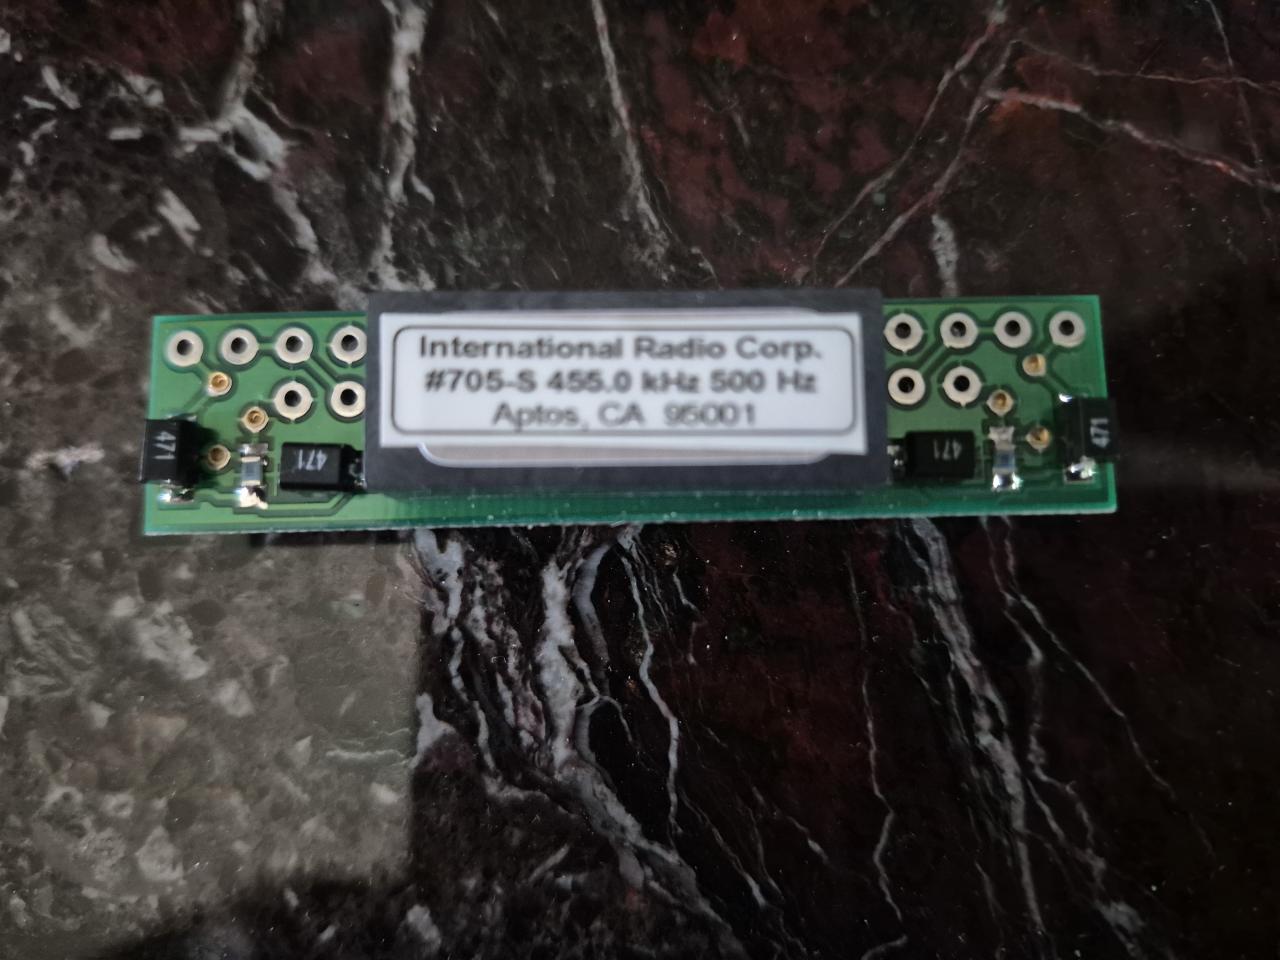 International Radio Corp.
#705-S 455.0 kHz 500 Hz
Aptos, CA 95001
471
471
471
471